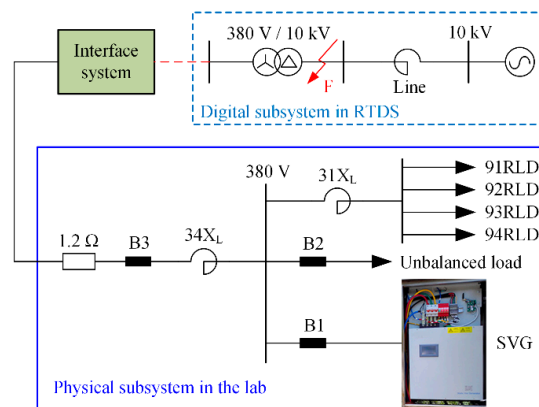 Interface
system
380 V / 10 kV
10 kV
F
Line
Digital subsystem in RTDS
380 V
31XL
91RLD
92RLD
93RLD
94RLD
1.2 Ω
B3
34XL
B2
Unbalanced load
B1
SVG
Physical subsystem in the lab